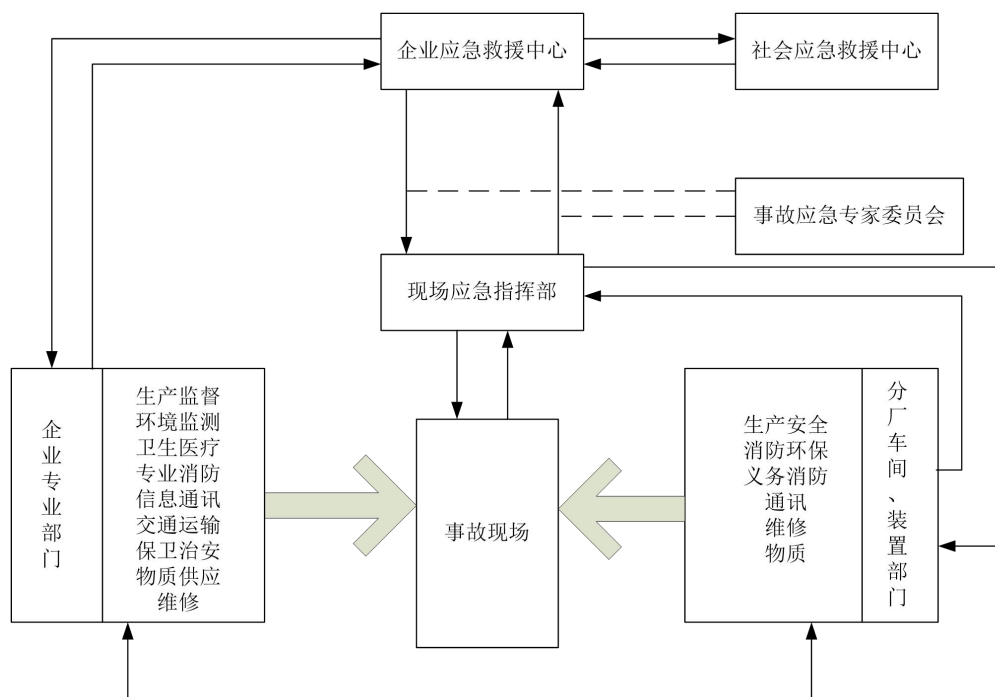 企业应急救援中心
社会应急救援中心
事故应急专家委员会
现场应急指挥部
企业专业部门
生产监督
环境监测
卫生医疗
专业消防
信息通讯
交通运输
保卫治安
物质供应
维修
事故现场
生产安全
消防环保
义务消防
通讯
维修
物质
分厂车间、装置部门